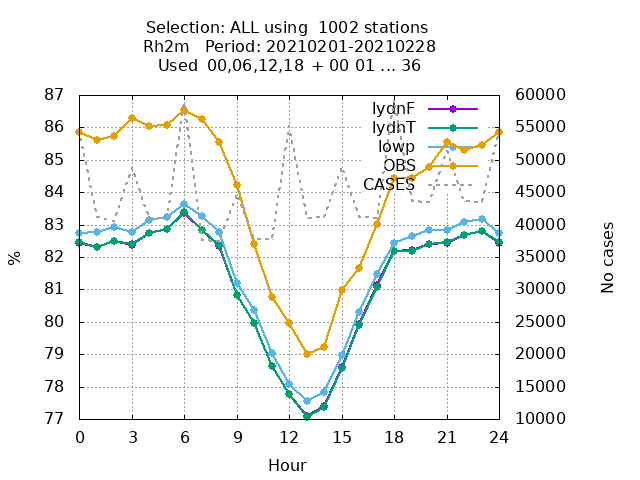 Selection: ALL using 1002 stations
Rh2m Period: 20210201-20210228
Used 00,06,12,18 + 00 01 ... 36
87 60000
lydnF
86 55000
lydhT
lowp
85 50000
OBS
CASES
84 45000
83 40000
82 35000
% No cases
81 30000
80 25000
79 20000
78 15000
77 10000
0 3 6 9 12 15 18 21 24
Hour